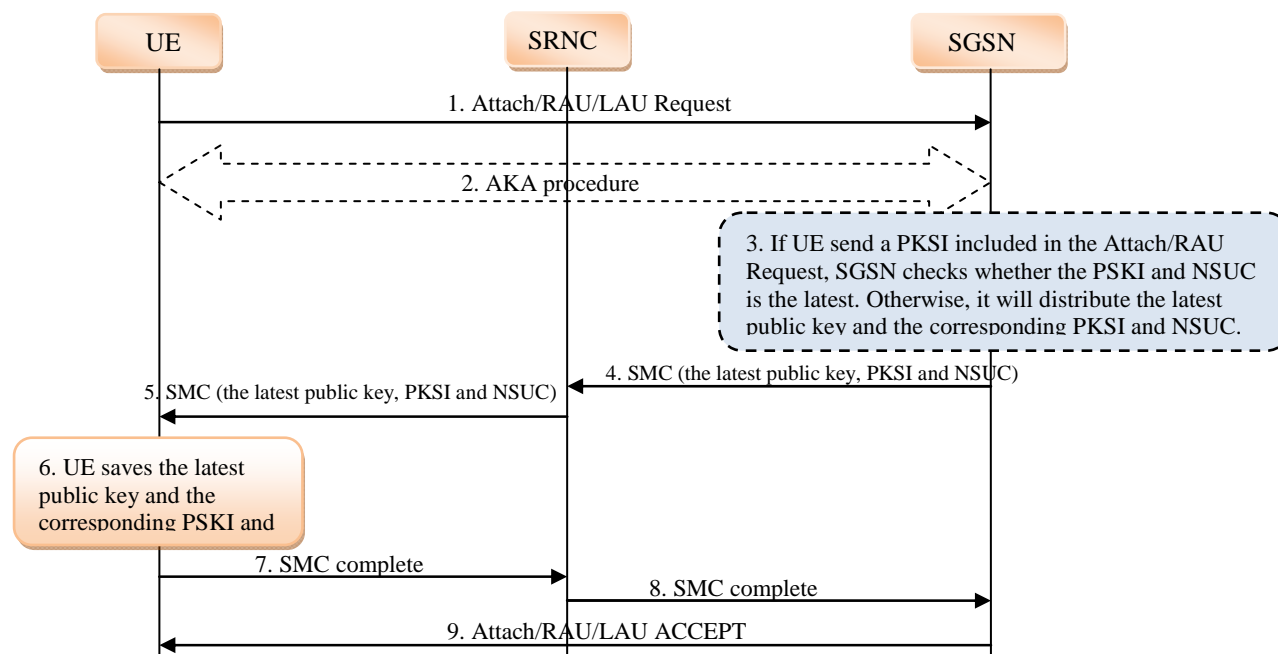 UE
SRNC
SGSN
1. Attach/RAU/LAU Request
2. AKA procedure
3. If UE send a PKSI included in the Attach/RAU
Request, SGSN checks whether the PSKI and NSUC
is the latest. Otherwise, it will distribute the latest
public key and the corresponding PKSI and NSUC.
4. SMC (the latest public key, PKSI and NSUC)
5. SMC (the latest public key, PKSI and NSUC)
6. UE saves the latest
public key and the
corresponding PSKI and
7. SMC complete
8. SMC complete
9. Attach/RAU/LAU ACCEPT